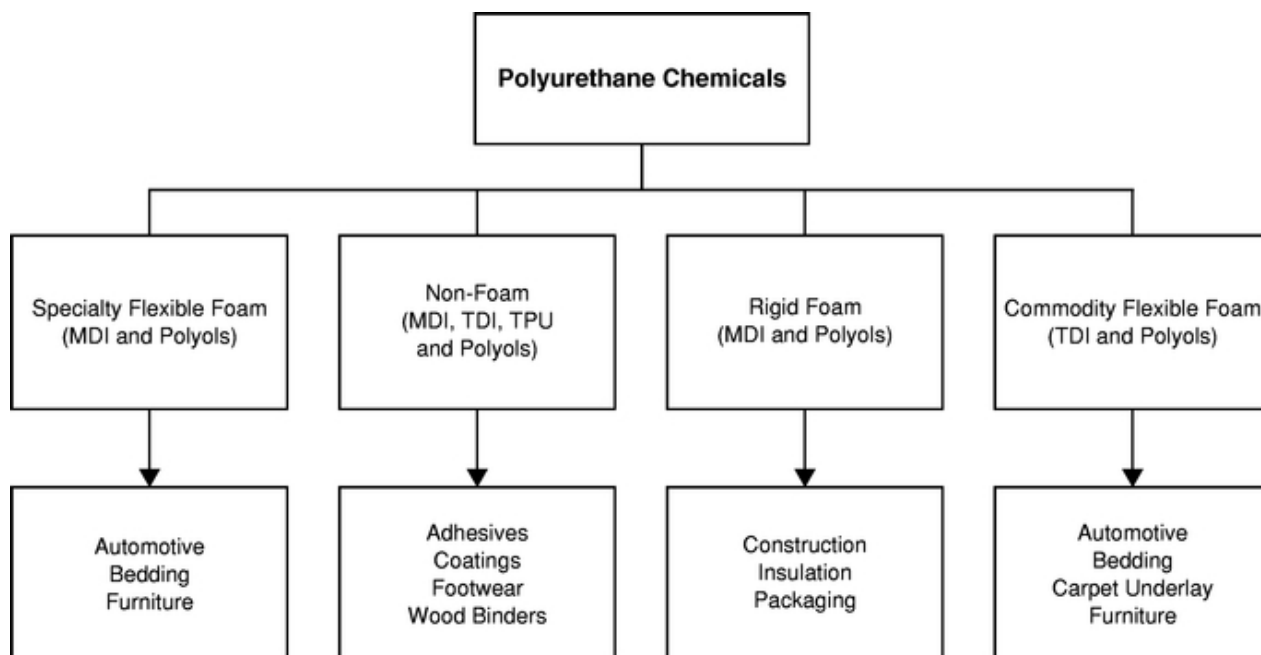 Polyurethane Chemicals
Specialty Flexible Foam
(MDI and Polyols)
Non-Foam
(MDI, TDI, TPU
and Polyols)
Rigid Foam
(MDI and Polyols)
Commodity Flexible Foam
(TDI and Polyols)
Automotive
Bedding
Furniture
Adhesives
Coatings
Footwear
Wood Binders
Construction
Insulation
Packaging
Automotive
Bedding
Carpet Underlay
Furniture